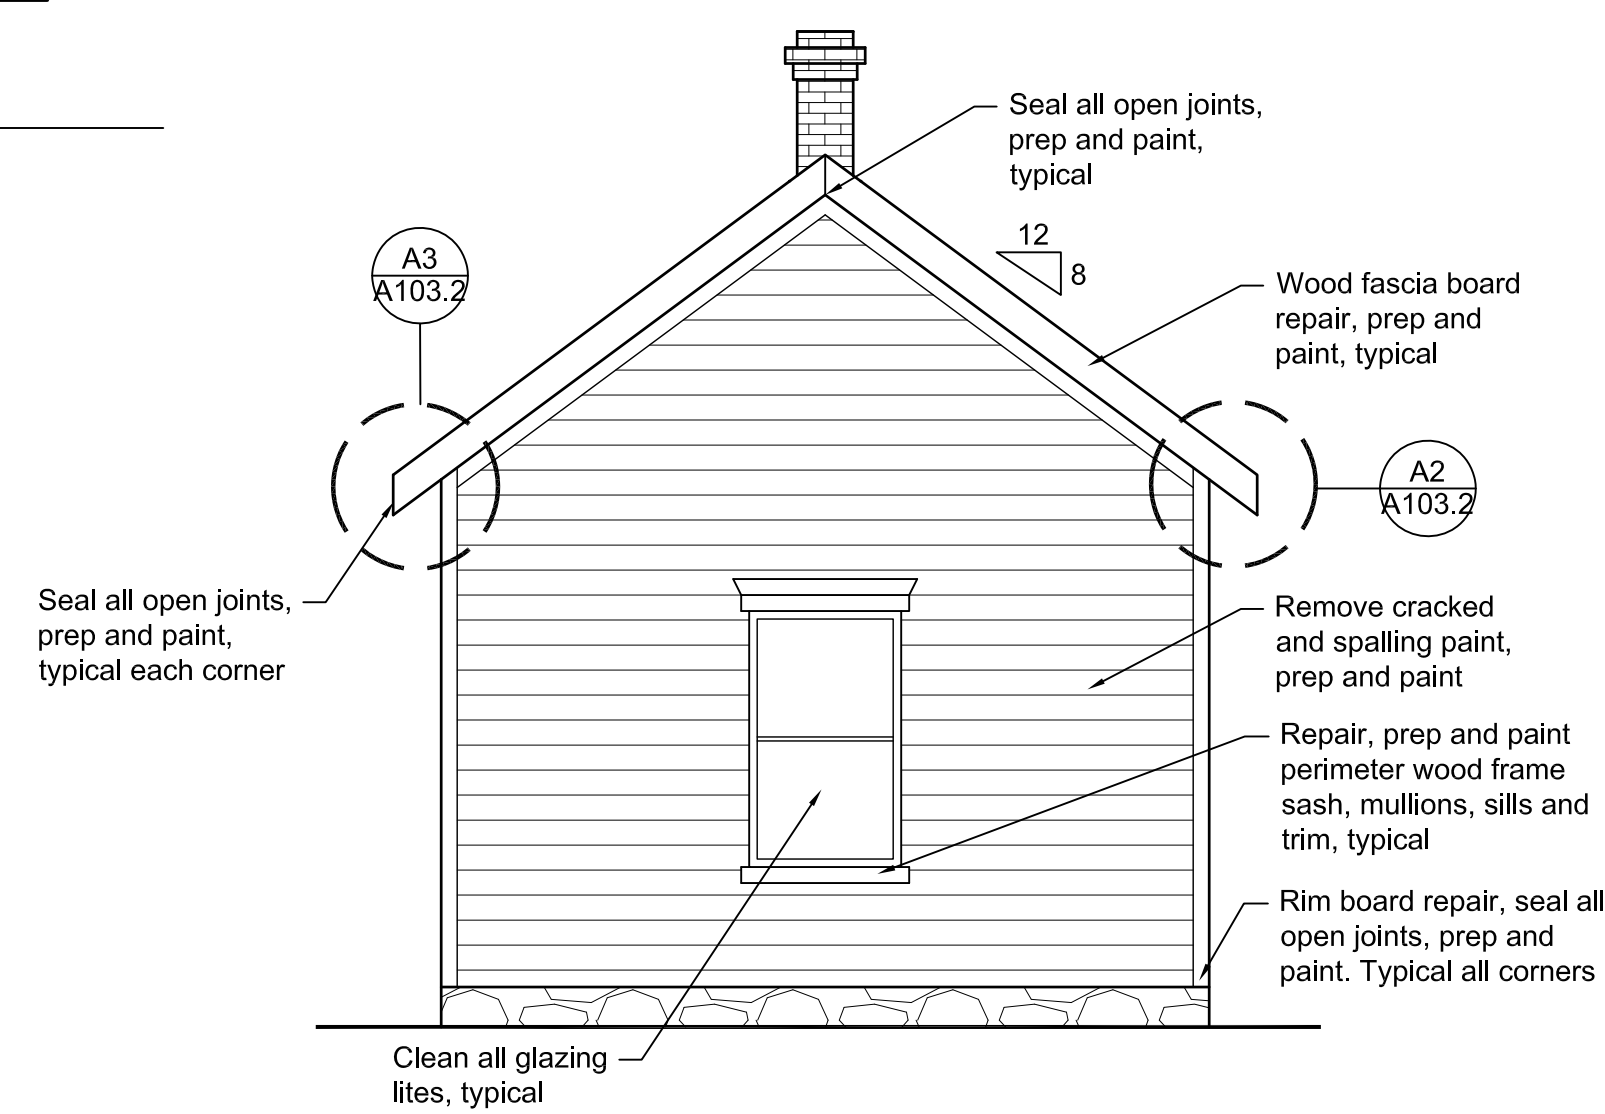 Seal all open joints,
prep and paint,
typical
12
8
A3
A103.2
Wood fascia board
repair, prep and
paint, typical
A2
A103.2
Seal all open joints,
prep and paint,
typical each corner
Remove cracked
and spalling paint,
prep and paint
Repair, prep and paint
perimeter wood frame
sash, mullions, sills and
trim, typical
Rim board repair, seal all
open joints, prep and
paint. Typical all corners
Clean all glazing
lites, typical